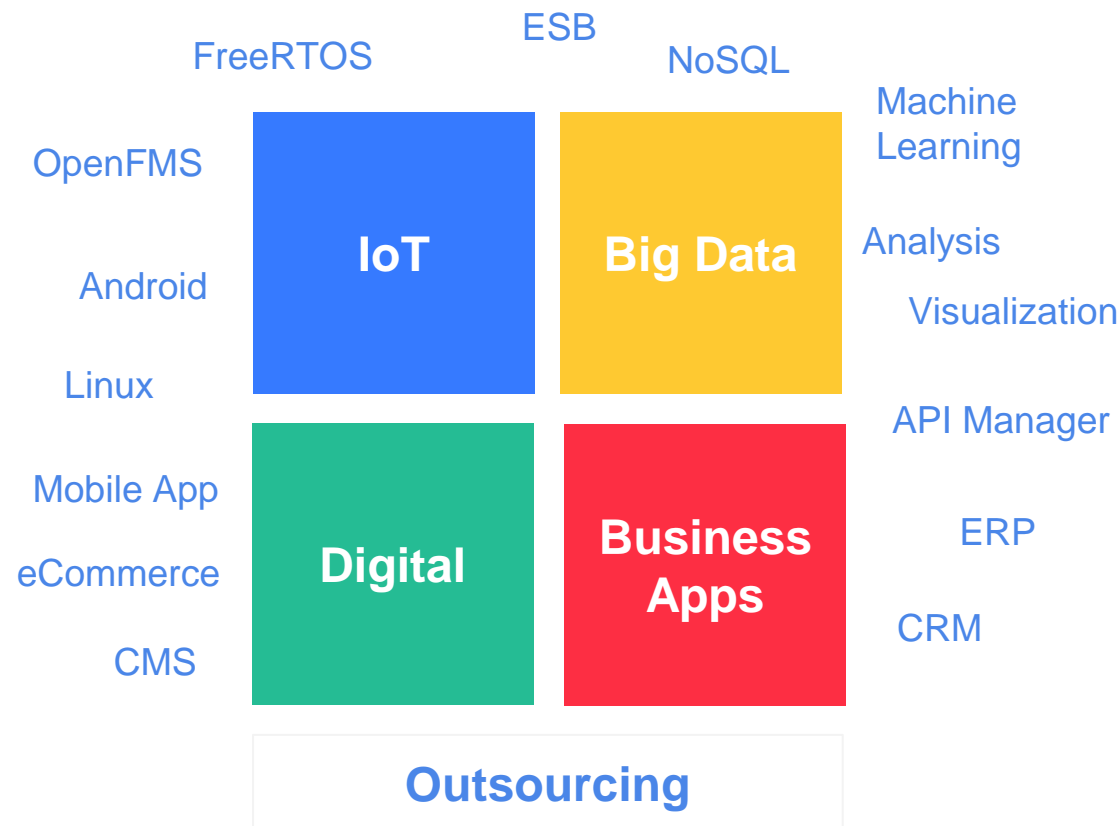 ESB
FreeRTOS
NoSQL
Machine
Learning
OpenFMS
IoT
Big Data
Analysis
Android
Visualization
Linux
API Manager
Mobile App
Digital
Business
Apps
ERP
eCommerce
CRM
CMS
Outsourcing